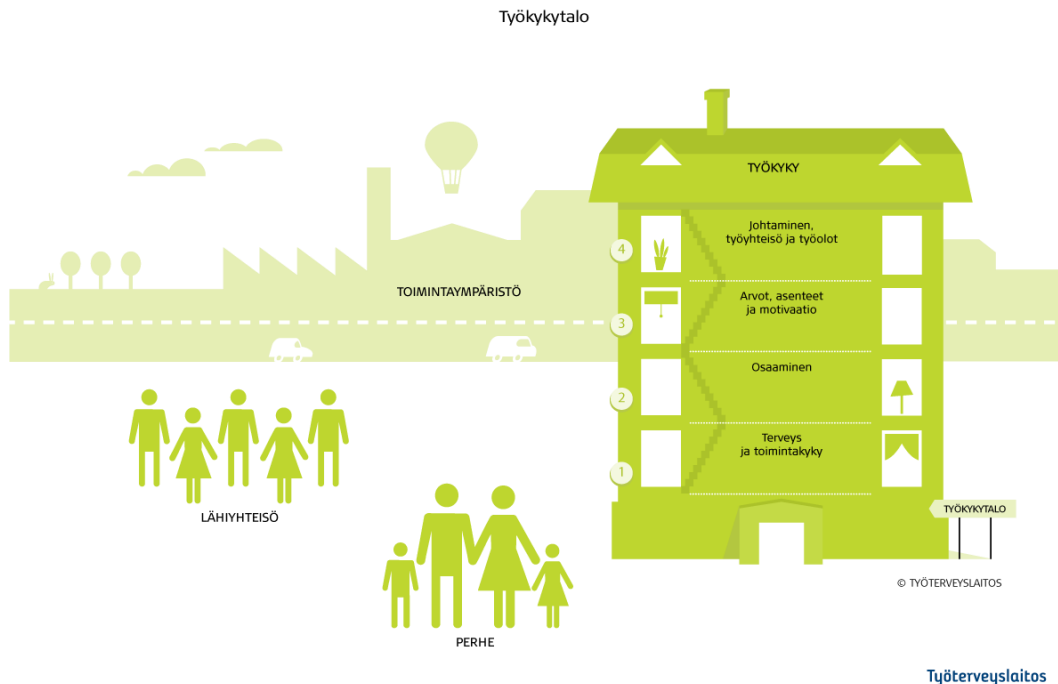 Työkykytalo
TYÖKYKY
4
Johtaminen,
työyhteisö ja työolot
TOIMINTAYMPÄRISTÖ
3
Arvot, asenteet
ja motivaatio
2
Osaaminen
1
Terveys
ja toimintakyky
LÄHIYHTEISÖ
TYÖKYKYTALO
PERHE
© TYÖTERVEYSLAITOS
Työterveyslaitos